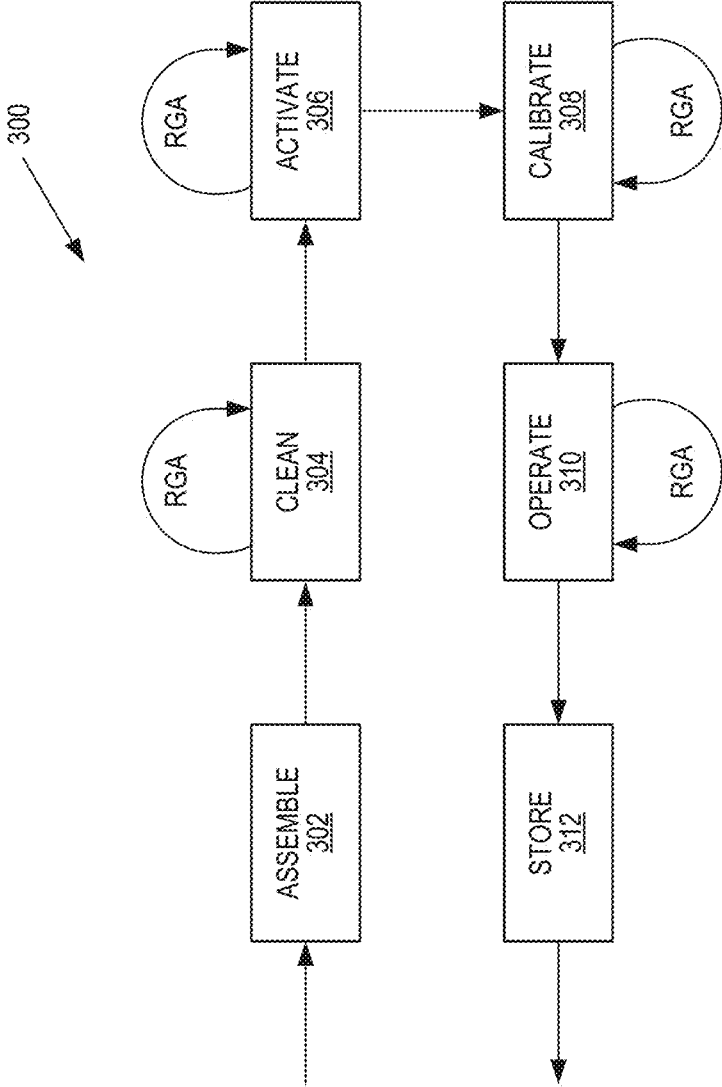 300
RGA
RGA
ASSEMBLE
302
CLEAN
304
ACTIVATE
306
STORE
312
OPERATE
310
CALIBRATE
308
RGA
RGA